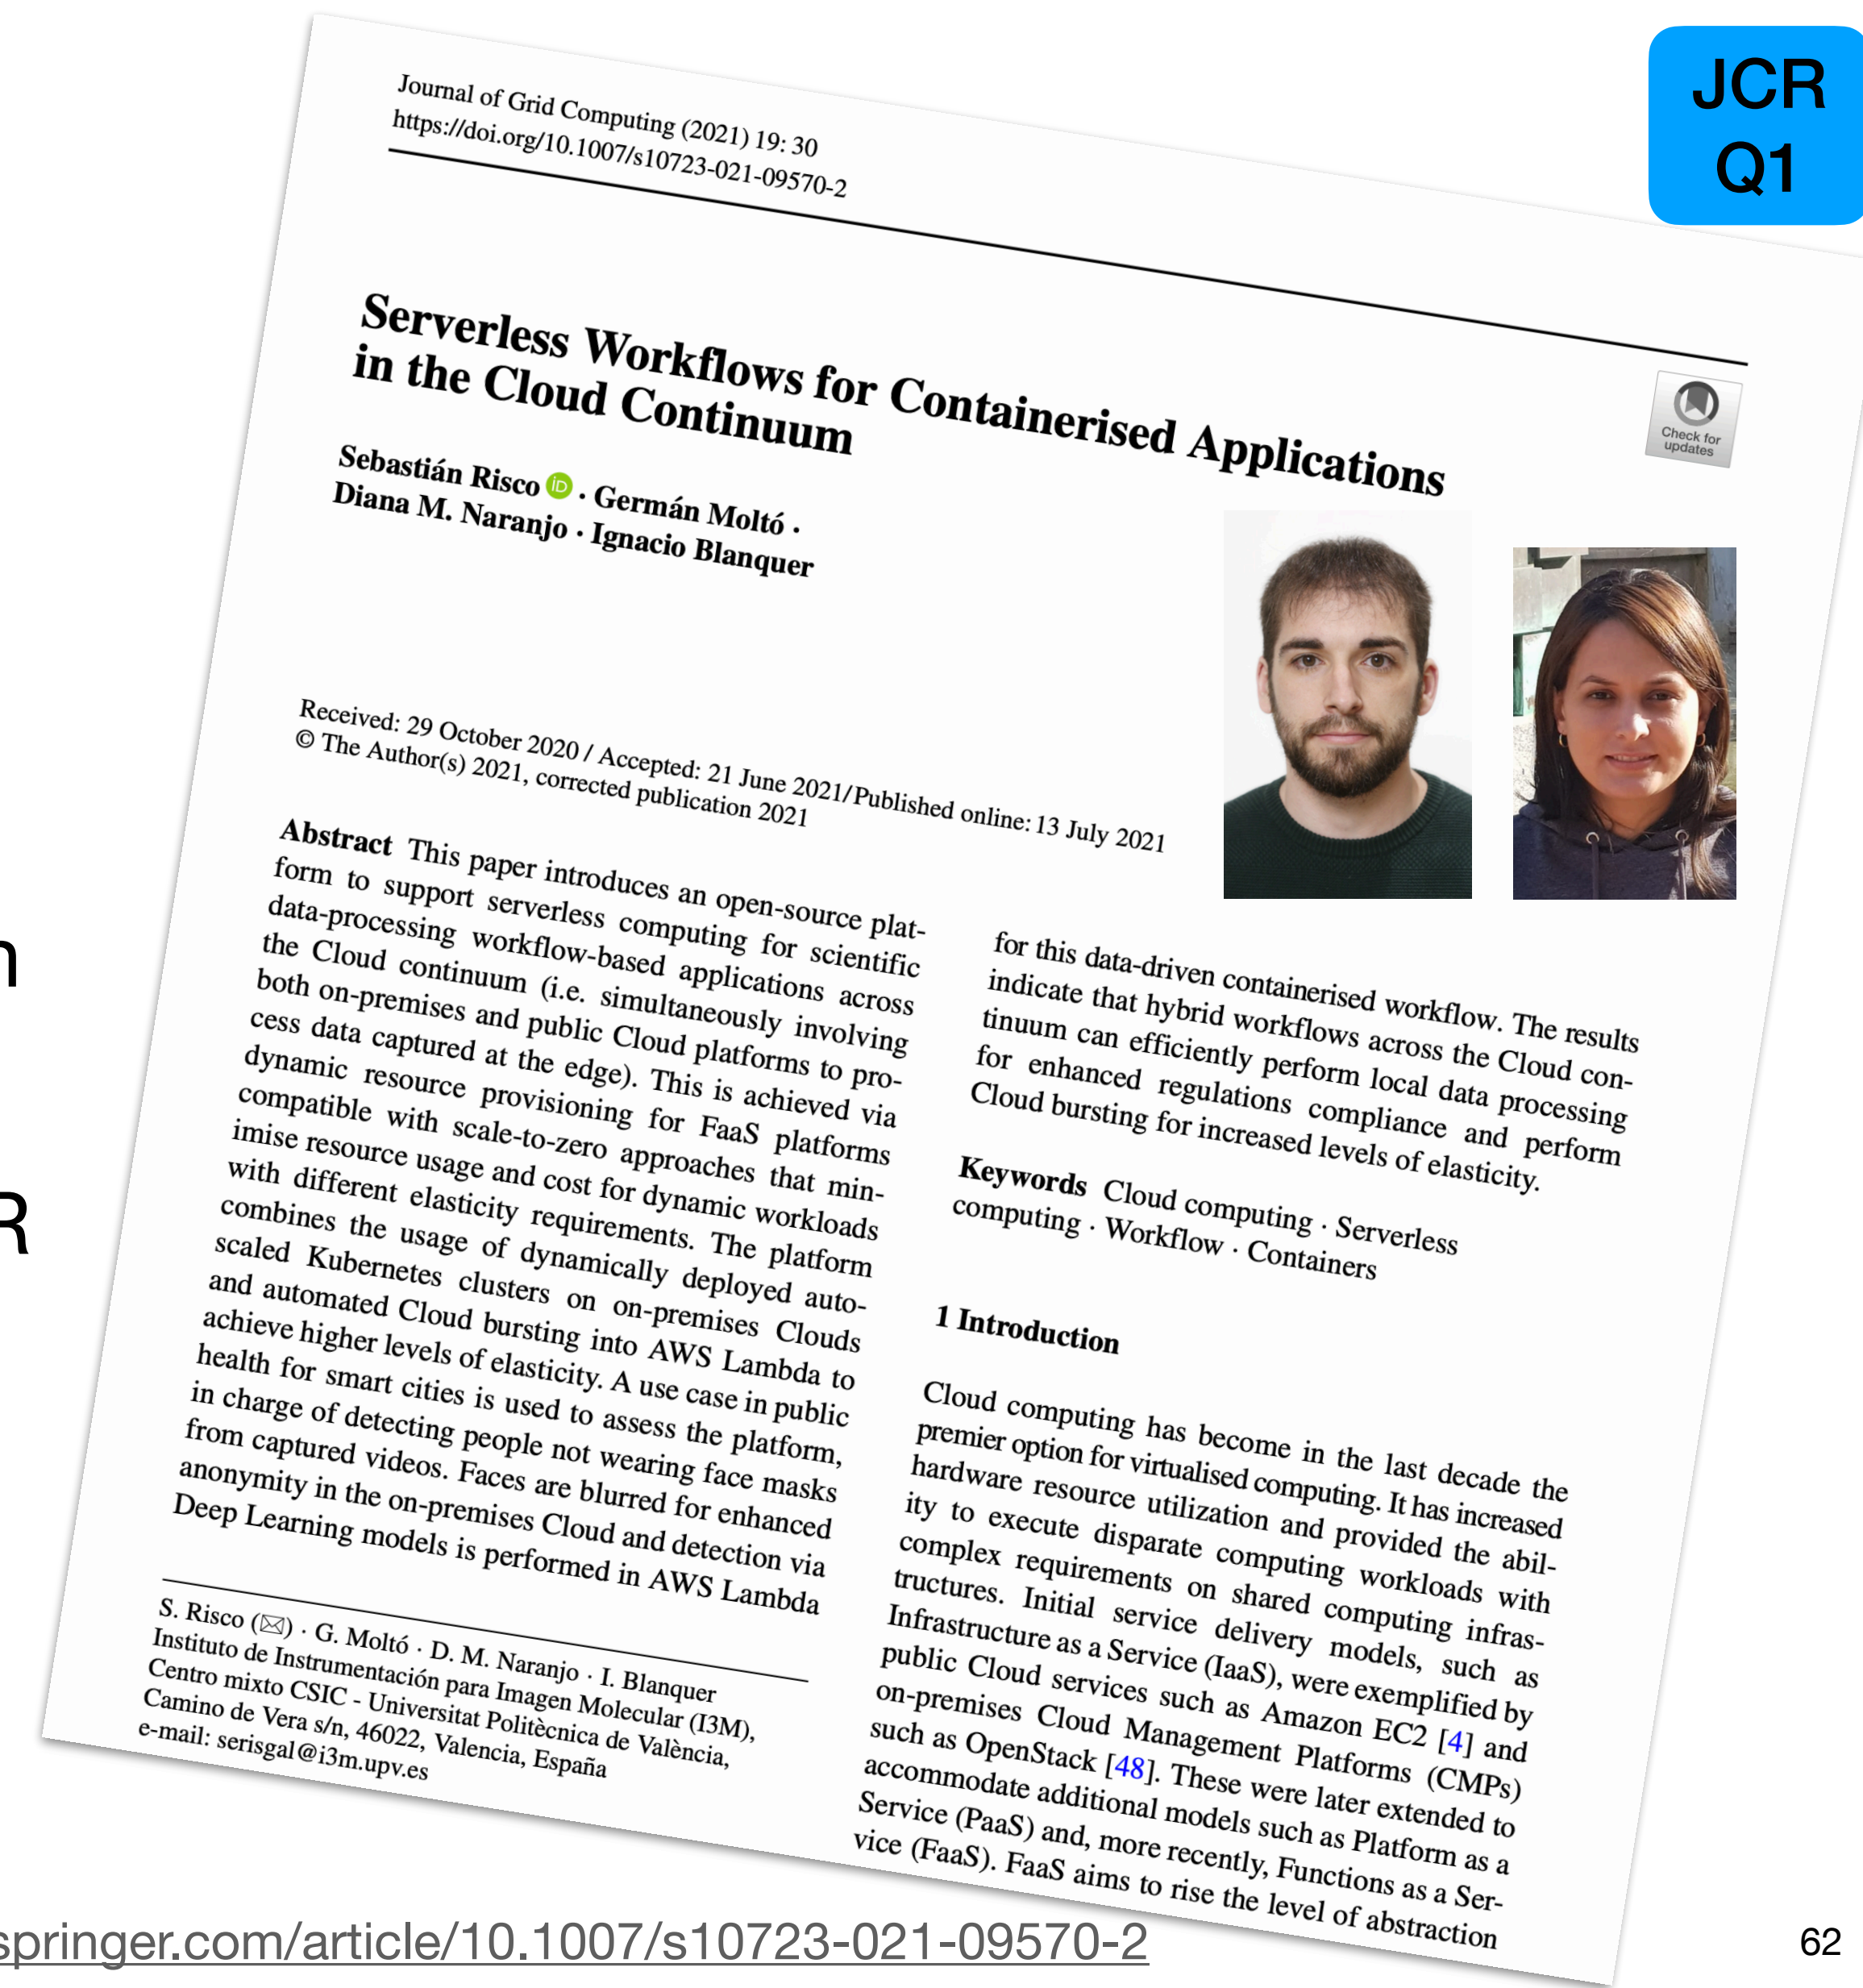 JCR
Q1
Journal of Grid Computing (2021) 19: 30
https://doi.org/10.1007/s10723-021-09570-2
Serverless Workflows for Containerised Applications
in the Cloud Continuum
Check for
updates
Sebastián Risco iD · Germán Moltó ·
Diana M. Naranjo · Ignacio Blanquer
Received: 29 October 2020 / Accepted: 21 June 2021/Published online: 13 July 2021
© The Author(s) 2021, corrected publication 2021
Abstract This paper introduces an open-source plat-
form to support serverless computing for scientific
data-processing workflow-based applications across
the Cloud continuum (i.e. simultaneously involving
both on-premises and public Cloud platforms to pro-
cess data captured at the edge). This is achieved via
dynamic resource provisioning for FaaS platforms
compatible with scale-to-zero approaches that min-
imise resource usage and cost for dynamic workloads
with different elasticity requirements. The platform
combines the usage of dynamically deployed auto-
scaled Kubernetes clusters on on-premises Clouds
and automated Cloud bursting into AWS Lambda to
achieve higher levels of elasticity. A use case in public
health for smart cities is used to assess the platform,
in charge of detecting people not wearing face masks
from captured videos. Faces are blurred for enhanced
anonymity in the on-premises Cloud and detection via
Deep Learning models is performed in AWS Lambda
S. Risco (✉) · G. Moltó · D. M. Naranjo · I. Blanquer
Instituto de Instrumentación para Imagen Molecular (I3M),
Centro mixto CSIC - Universitat Politècnica de València,
Camino de Vera s/n, 46022, Valencia, España
e-mail: serisgal@i3m.upv.es
for this data-driven containerised workflow. The results
indicate that hybrid workflows across the Cloud con-
tinuum can efficiently perform local data processing
for enhanced regulations compliance and perform
Cloud bursting for increased levels of elasticity.
Keywords Cloud computing · Serverless
computing · Workflow · Containers
1 Introduction
Cloud computing has become in the last decade the
premier option for virtualised computing. It has increased
hardware resource utilization and provided the abil-
ity to execute disparate computing workloads with
complex requirements on shared computing infras-
tructures. Initial service delivery models, such as
Infrastructure as a Service (IaaS), were exemplified by
public Cloud services such as Amazon EC2 [4] and
on-premises Cloud Management Platforms (CMPs)
such as OpenStack [48]. These were later extended to
accommodate additional models such as Platform as a
Service (PaaS) and, more recently, Functions as a Ser-
vice (FaaS). FaaS aims to rise the level of abstraction
n
R
springer.com/article/10.1007/s10723-021-09570-2
62